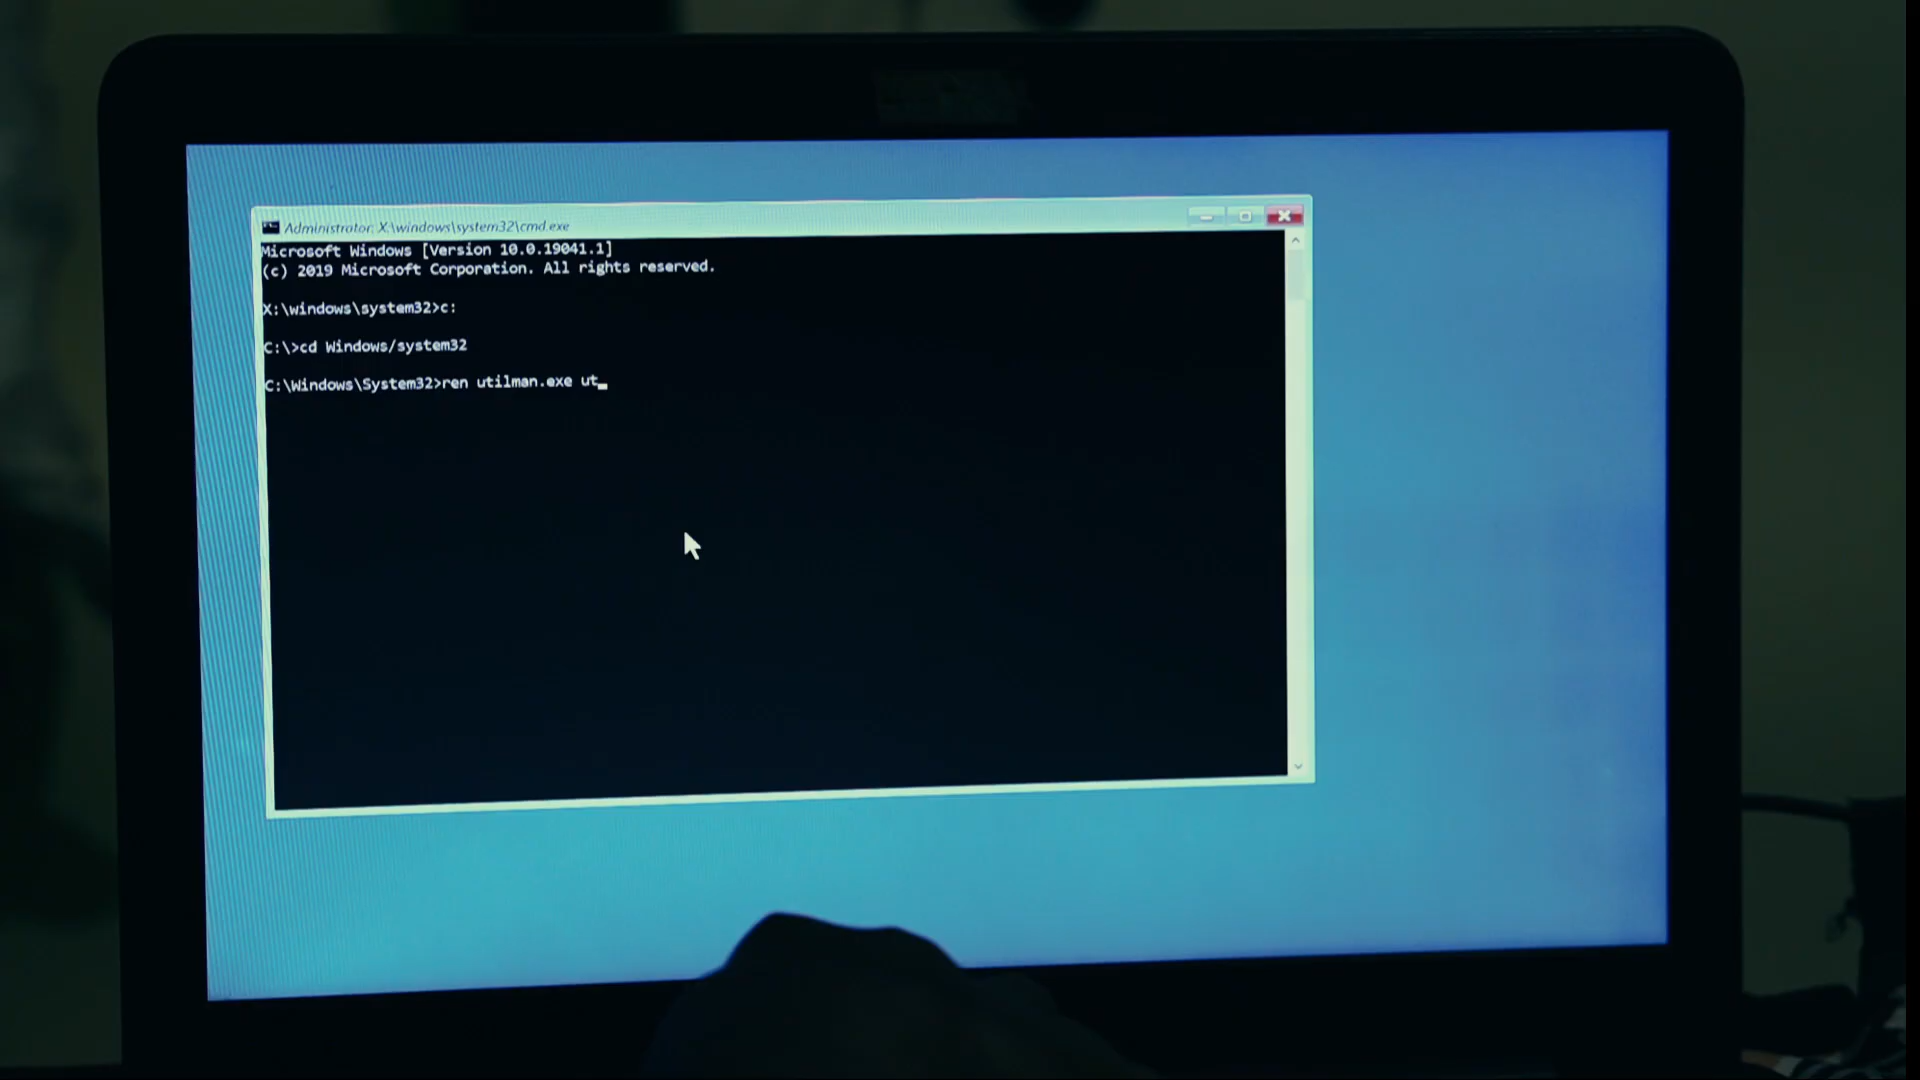 Administrator: X:\windows\system32\cmd.exe
Microsoft Windows [Version 10.0.19041.1]
(c) 2019 Microsoft Corporation. All rights reserved.
X:\windows\system32>c:
C:\>cd Windows/system32
C:\Windows\System32>ren utilman.exe ut_